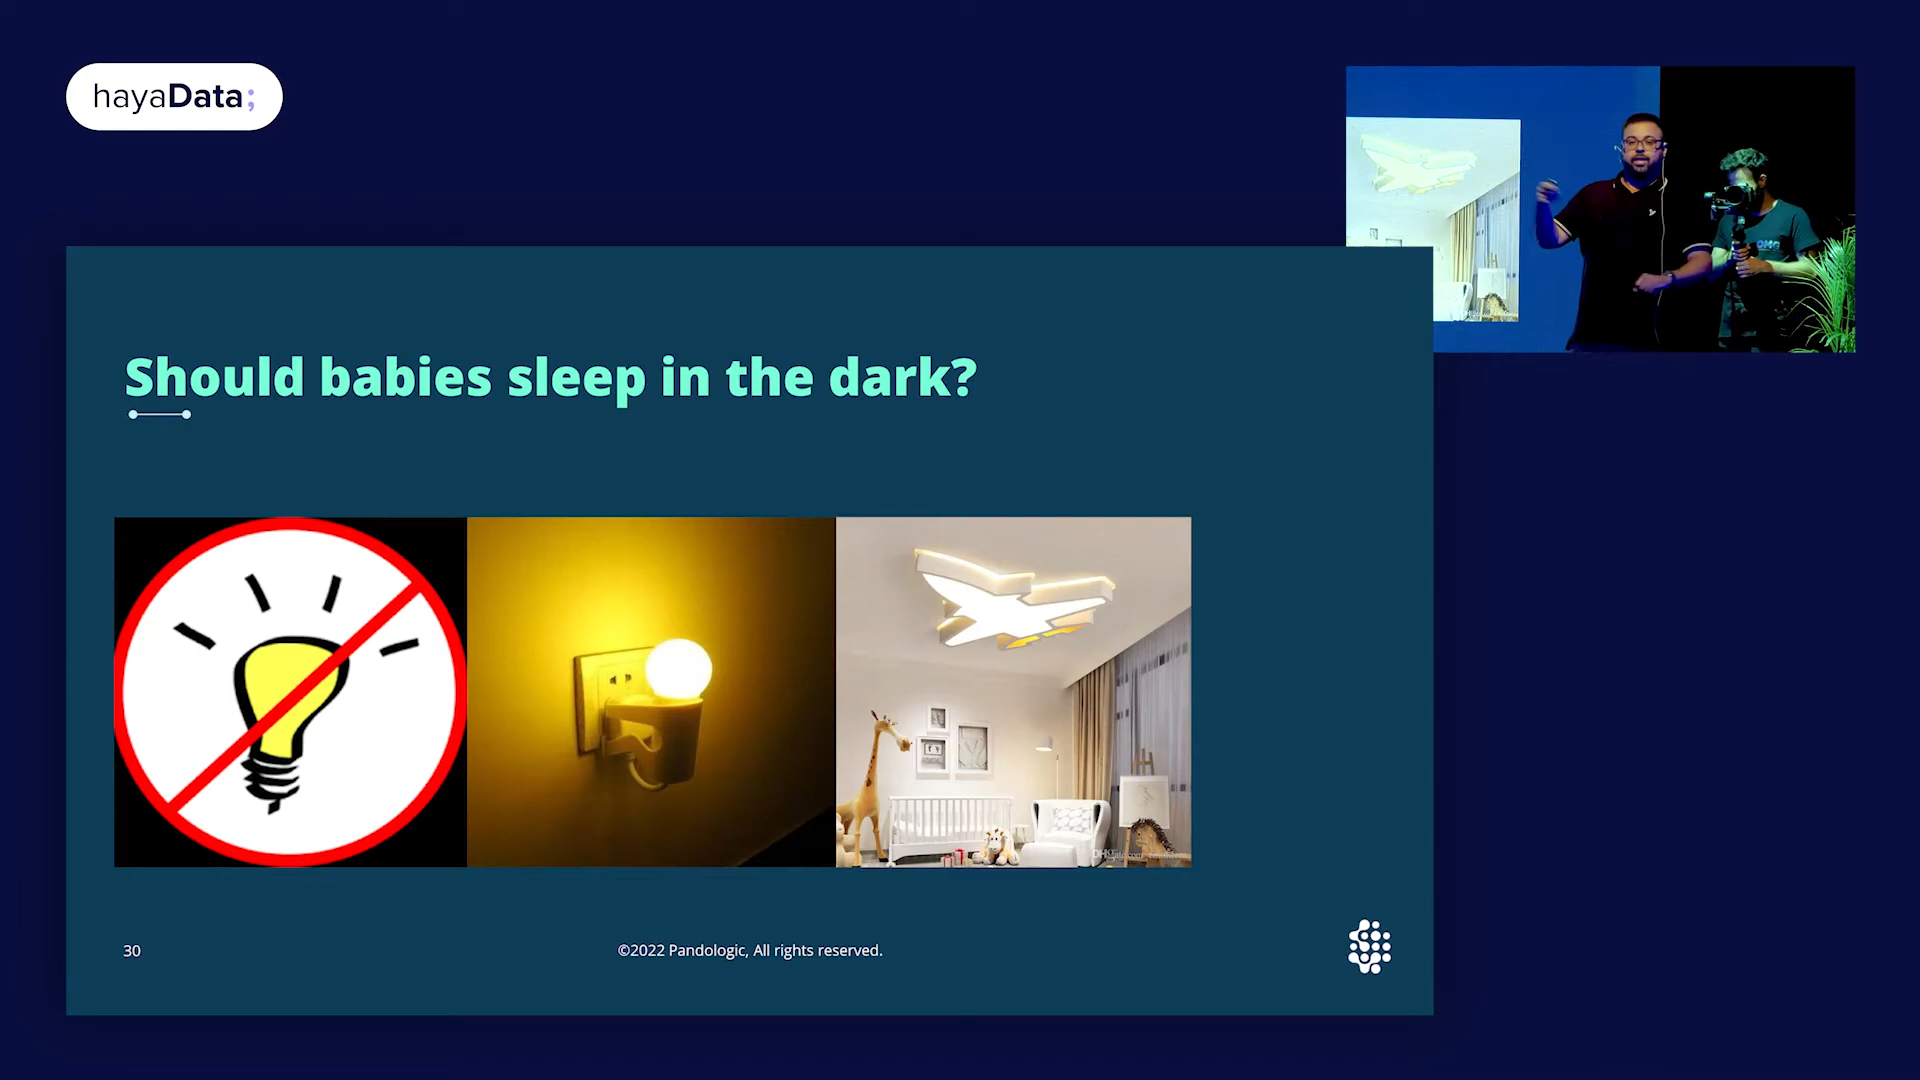 hayaData;
Should babies sleep in the dark?
30
©2022 Pandologic, All rights reserved.